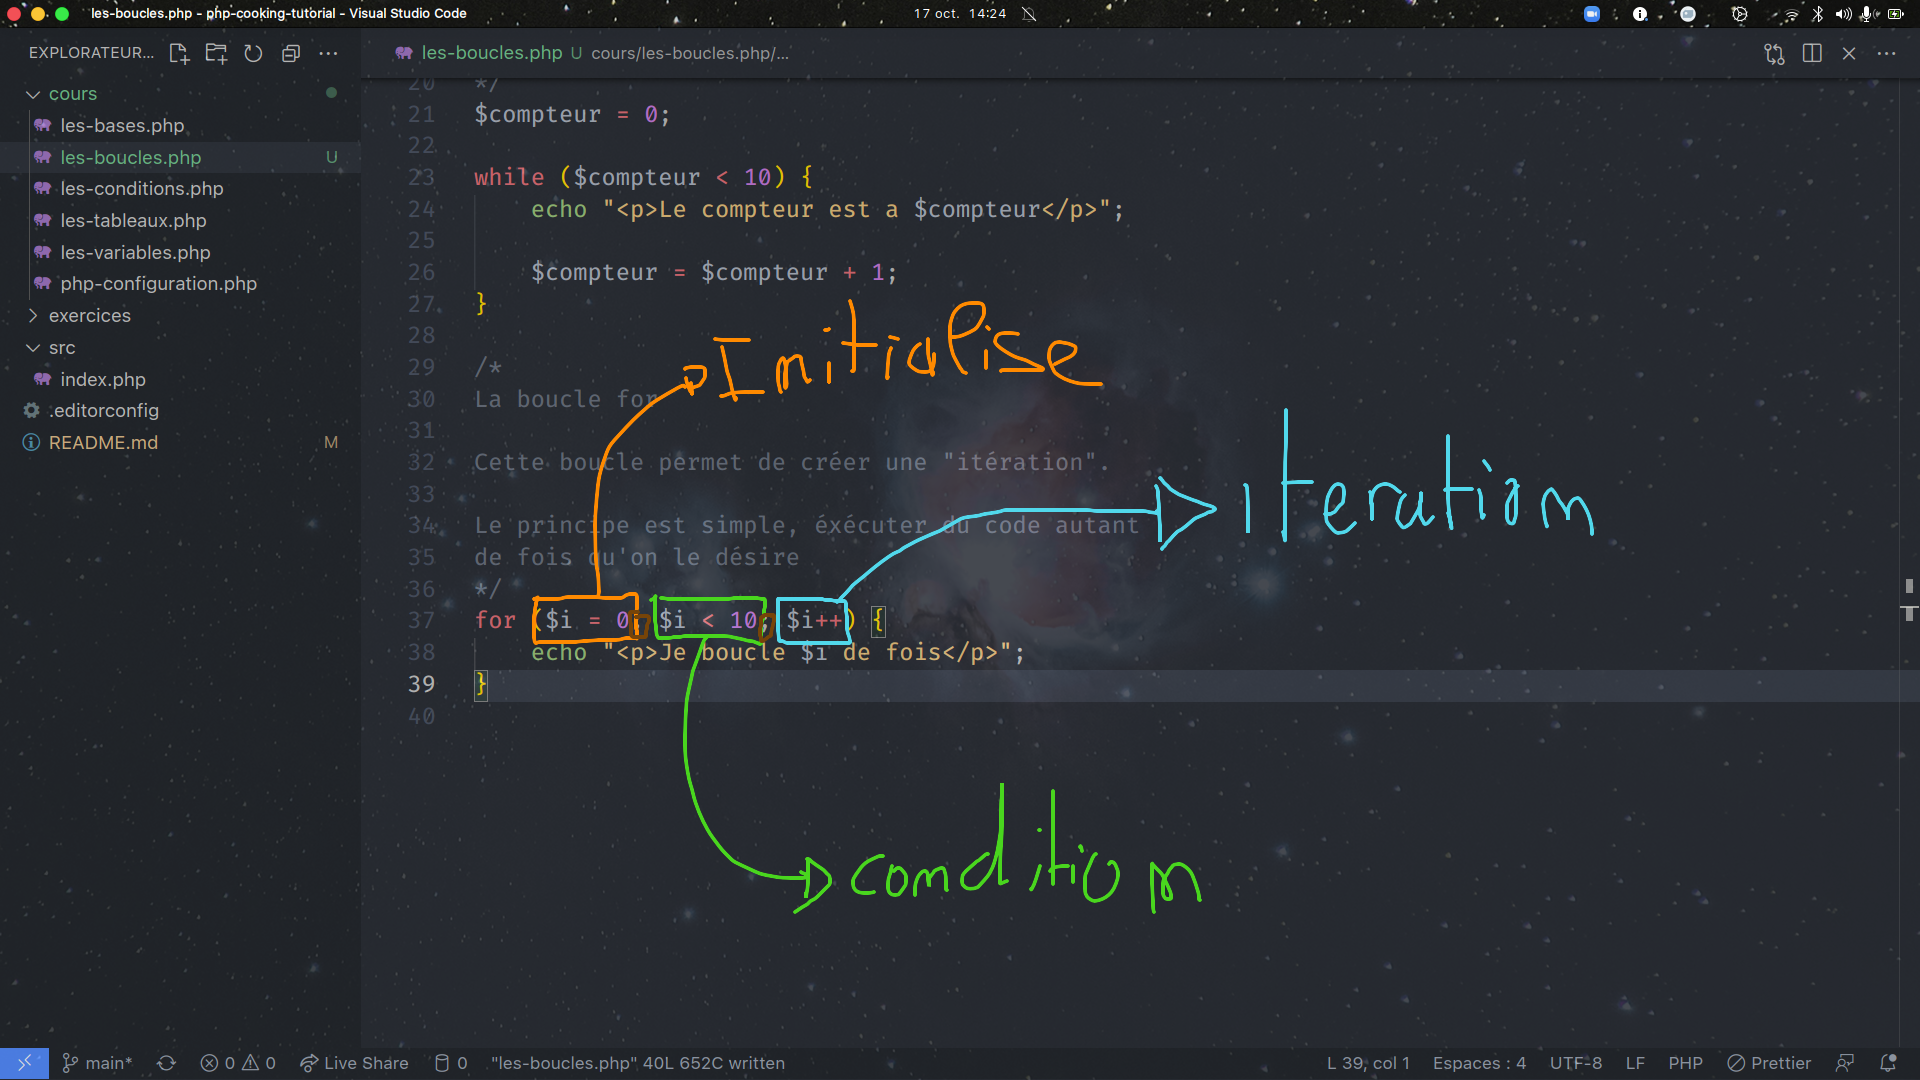 les-boucles.php - php-cooking-tutorial - Visual Studio Code
17 oct. 14:24
EXPLORATEUR...
les-boucles.php U cours/les-boucles.php/...
cours
les-bases.php
les-boucles.php U
les-conditions.php
les-tableaux.php
les-variables.php
php-configuration.php
exercices
src
index.php
.editorconfig
README.md M
20 */
21 $compteur = 0;
22
23 while ($compteur < 10) {
24 echo "<p>Le compteur est a $compteur</p>";
25
26 $compteur = $compteur + 1;
27 }
28
29 /*
30 La boucle for
31
32 Cette boucle permet de créer une "itération".
33
34 Le principe est simple, éxécuter du code autant
35 de fois qu'on le désire
36 */
37 for ($i = 0; $i < 10; $i++) {
38 echo "<p>Je boucle $i de fois</p>";
39 }
40
Initialise
iteration
condition
main* 0 0 Live Share 0 "les-boucles.php" 40L 652C written
L 39, col 1 Espaces : 4 UTF-8 LF PHP Prettier